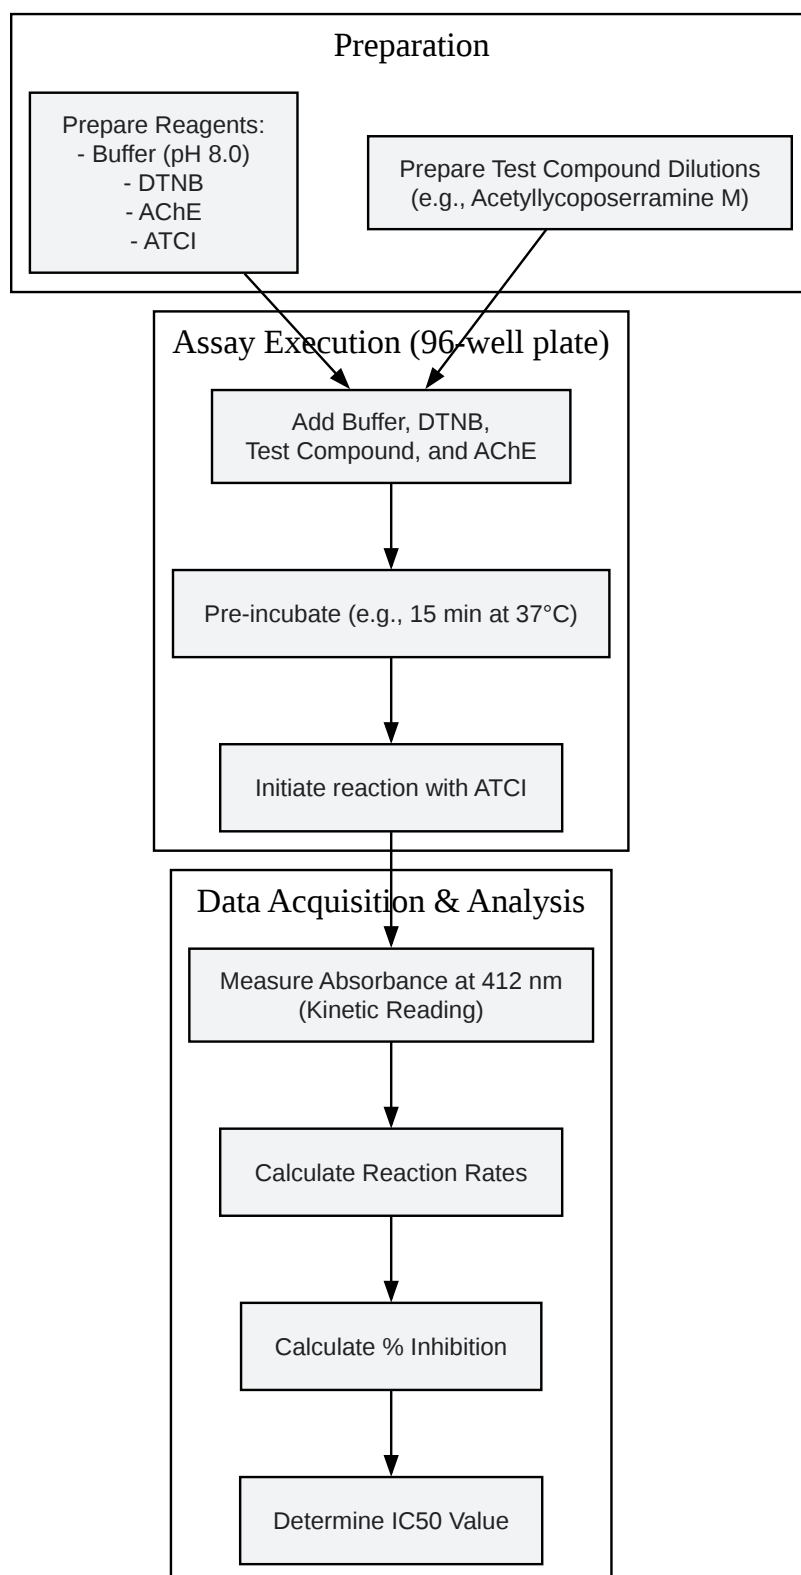 Preparation
Prepare Reagents:
- Buffer (pH 8.0)
- DTNB
- AChE
- ATCI
Prepare Test Compound Dilutions
(e.g., Acetyllycoposerramine M)
Assay Execution (96-well plate)
Add Buffer, DTNB,
Test Compound, and AChE
Pre-incubate (e.g., 15 min at 37°C)
Initiate reaction with ATCI
Data Acquisition & Analysis
Measure Absorbance at 412 nm
(Kinetic Reading)
Calculate Reaction Rates
Calculate % Inhibition
Determine IC50 Value